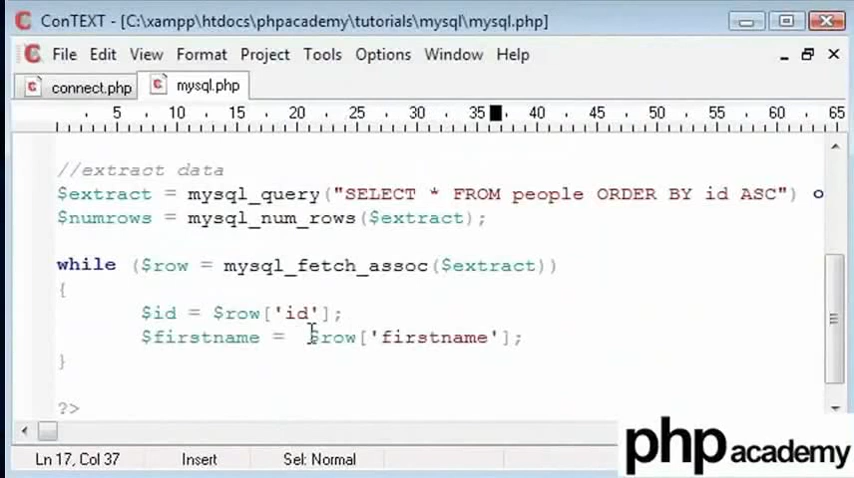 ConTEXT - [C:\xampp\htdocs\phpacademy\tutorials\mysql\mysql.php]
File Edit View Format Project Tools Options Window Help
connect.php mysql.php
5 10 15 20 25 30 35 40 45 50 55 60 65
//extract data
$extract = mysql_query("SELECT * FROM people ORDER BY id ASC") o
$numrows = mysql_num_rows($extract);
while ($row = mysql_fetch_assoc($extract))
{
$id = $row['id'];
$firstname =  $row['firstname'];
}
?>
Ln 17, Col 37 Insert Sel: Normal
php academy